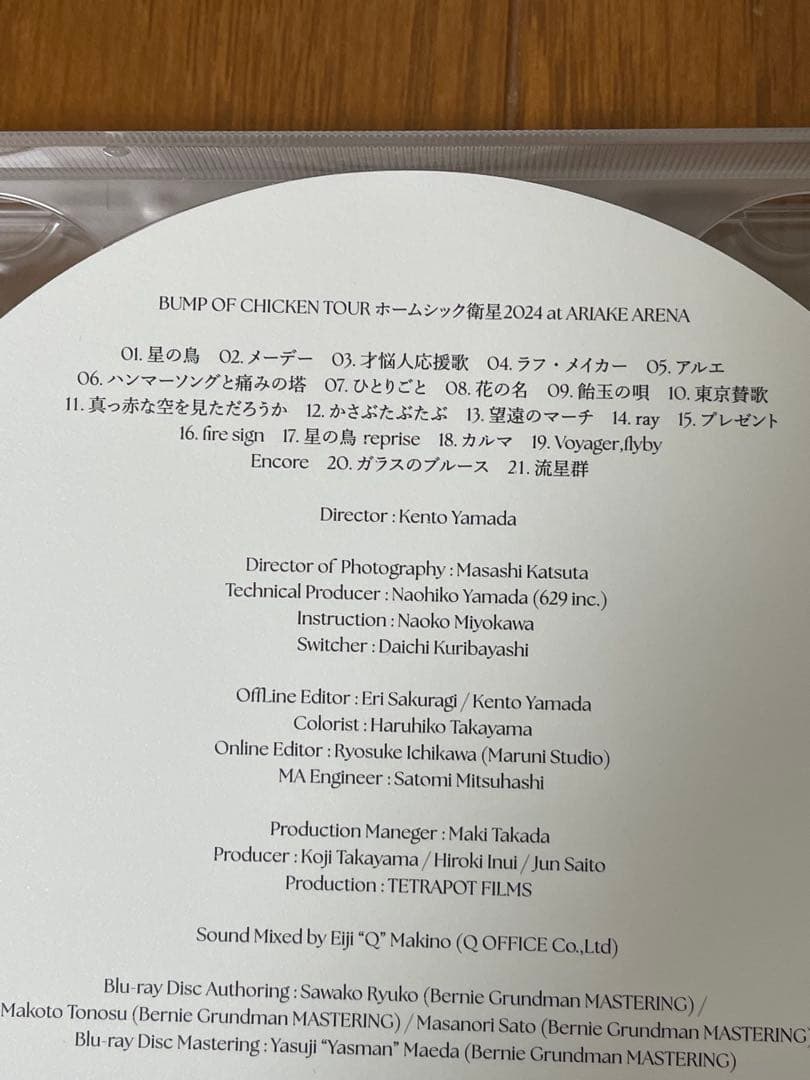 BUMP OF CHICKEN TOUR ホームシック衛星2024 at ARIAKE ARENA
01. 星の鳥 02. メーデー 03. 才悩人応援歌 04. ラフ・メイカー 05. アルエ
06. ハンマーソングと痛みの塔 07. ひとりごと 08. 花の名 09. 飴玉の唄 10. 東京賛歌
11. 真っ赤な空を見ただろうか 12. かさぶたぶたぶ 13. 望遠のマーチ 14. ray 15. プレゼント
16. fire sign 17. 星の鳥 reprise 18. カルマ 19. Voyager,flyby
Encore 20. ガラスのブルース 21. 流星群
Director : Kento Yamada
Director of Photography : Masashi Katsuta
Technical Producer : Naohiko Yamada (629 inc.)
Instruction : Naoko Miyokawa
Switcher : Daichi Kuribayashi
OffLine Editor : Eri Sakuragi / Kento Yamada
Colorist : Haruhiko Takayama
Online Editor : Ryosuke Ichikawa (Maruni Studio)
MA Engineer : Satomi Mitsuhashi
Production Maneger : Maki Takada
Producer : Koji Takayama / Hiroki Inui / Jun Saito
Production : TETRAPOT FILMS
Sound Mixed by Eiji “Q” Makino (Q OFFICE Co.,Ltd)
Blu-ray Disc Authoring : Sawako Ryuko (Bernie Grundman MASTERING) /
Makoto Tonosu (Bernie Grundman MASTERING) / Masanori Sato (Bernie Grundman MASTERING)
Blu-ray Disc Mastering : Yasuji “Yasman” Maeda (Bernie Grundman MASTERING)